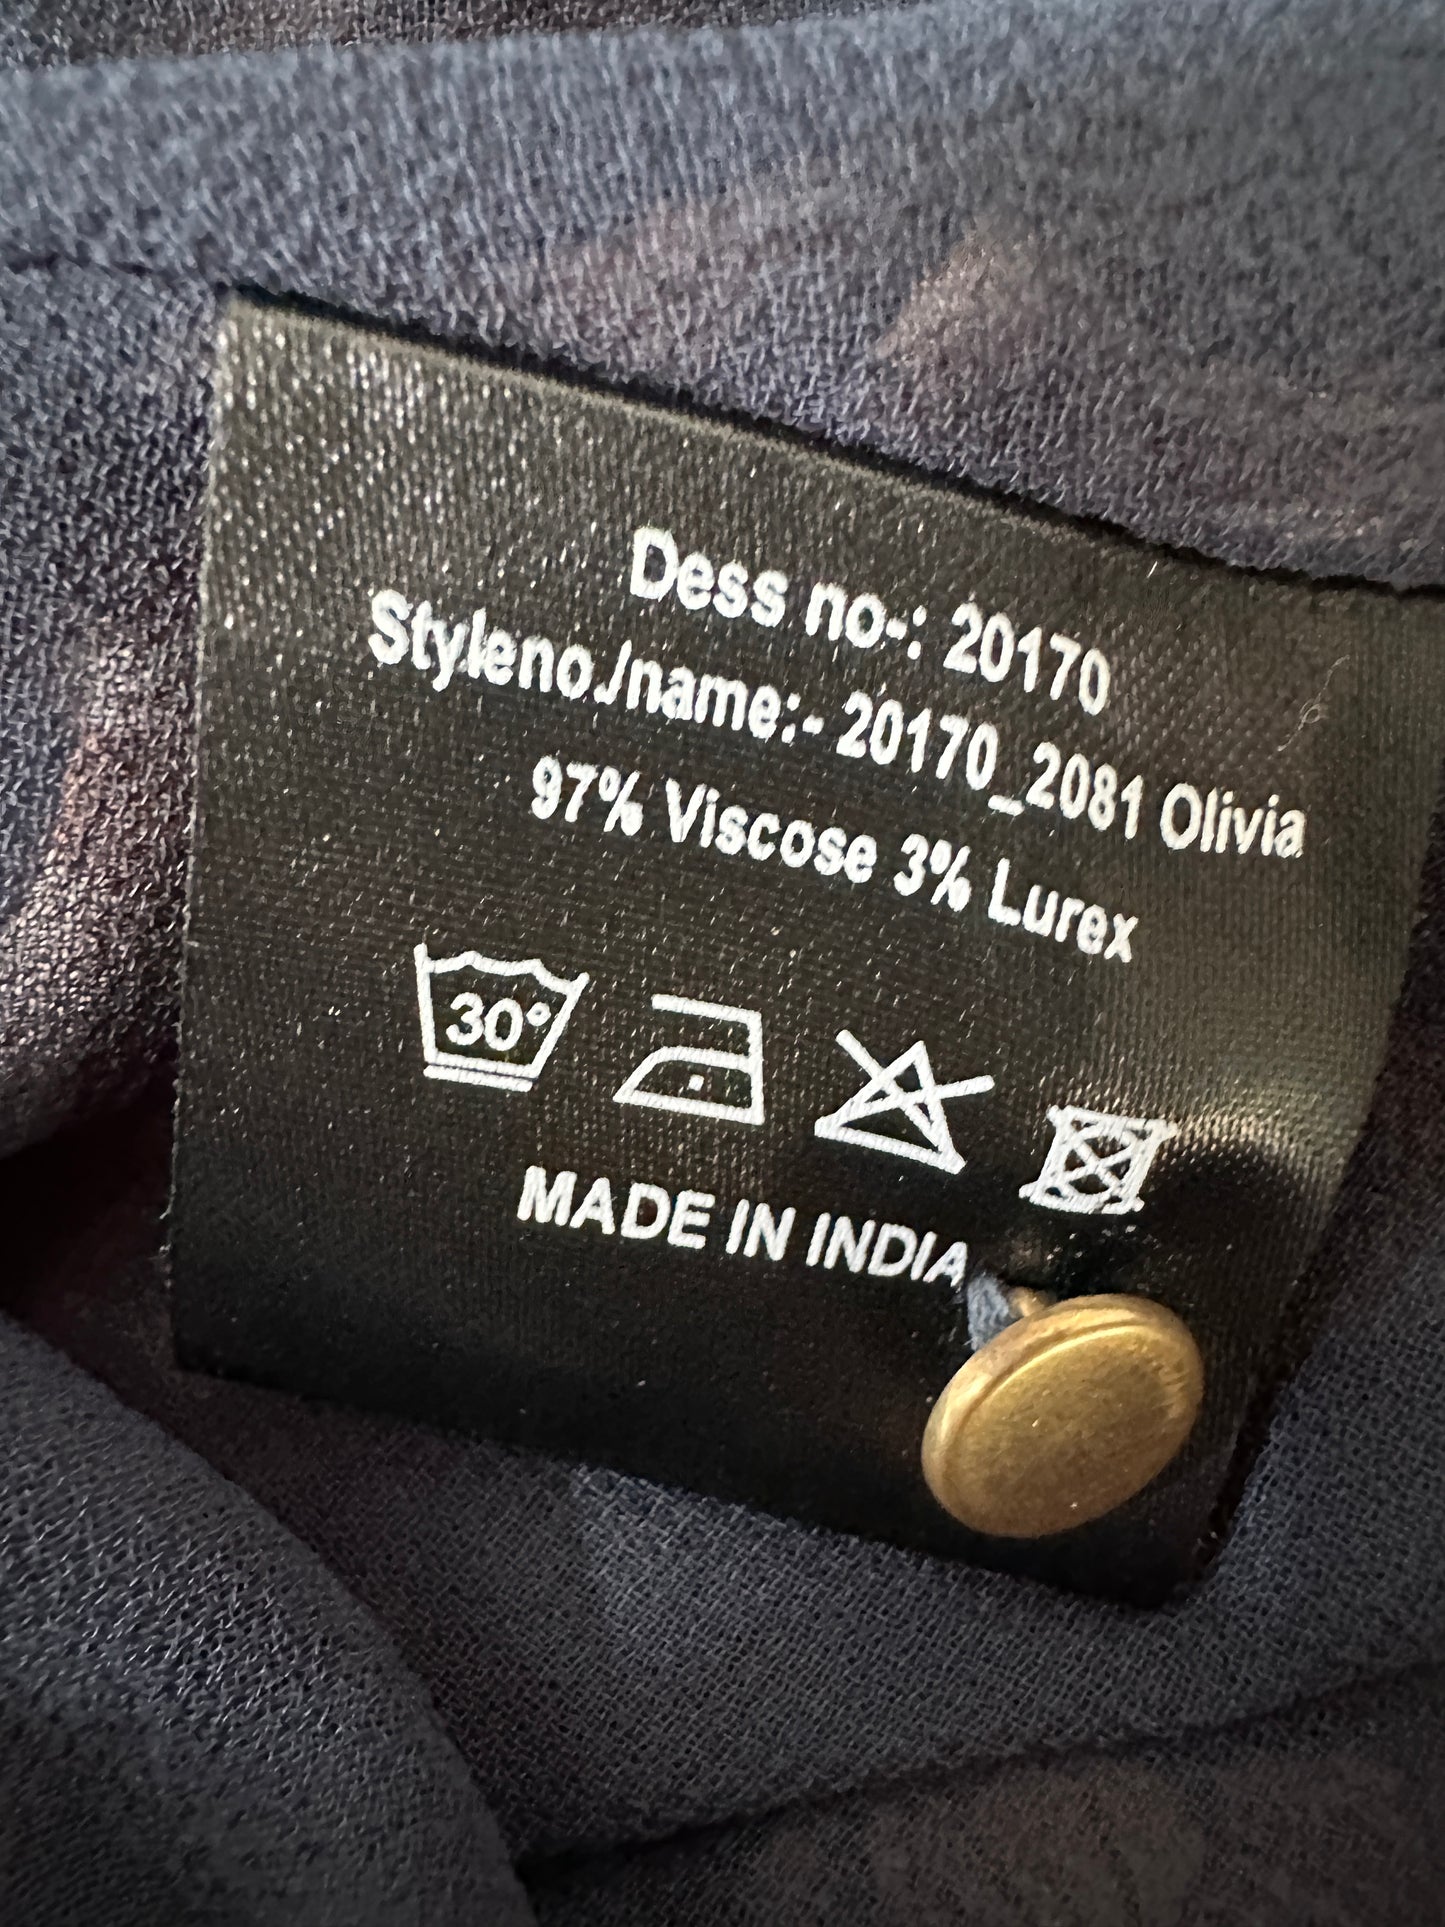 Dess no-: 20170
Styleno./name:- 20170_2081 Olivia
97% Viscose 3% Lurex
30°
MADE IN INDIA